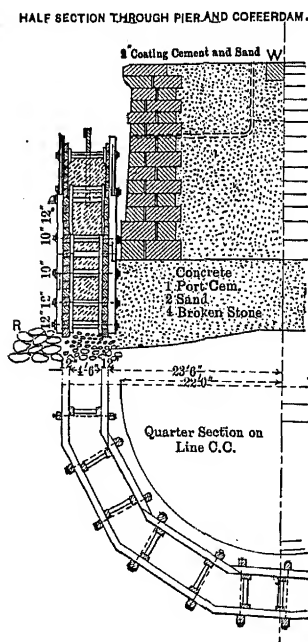 HALF SECTION THROUGH PIER AND COFFERDAM.
2" Coating Cement and Sand
W
10" 12"
10"
12"
Concrete
1 Port Cem.
2 Sand
4 Broken Stone
R
4'6"
23'6"
22'0"
Quarter Section on
Line C.C.